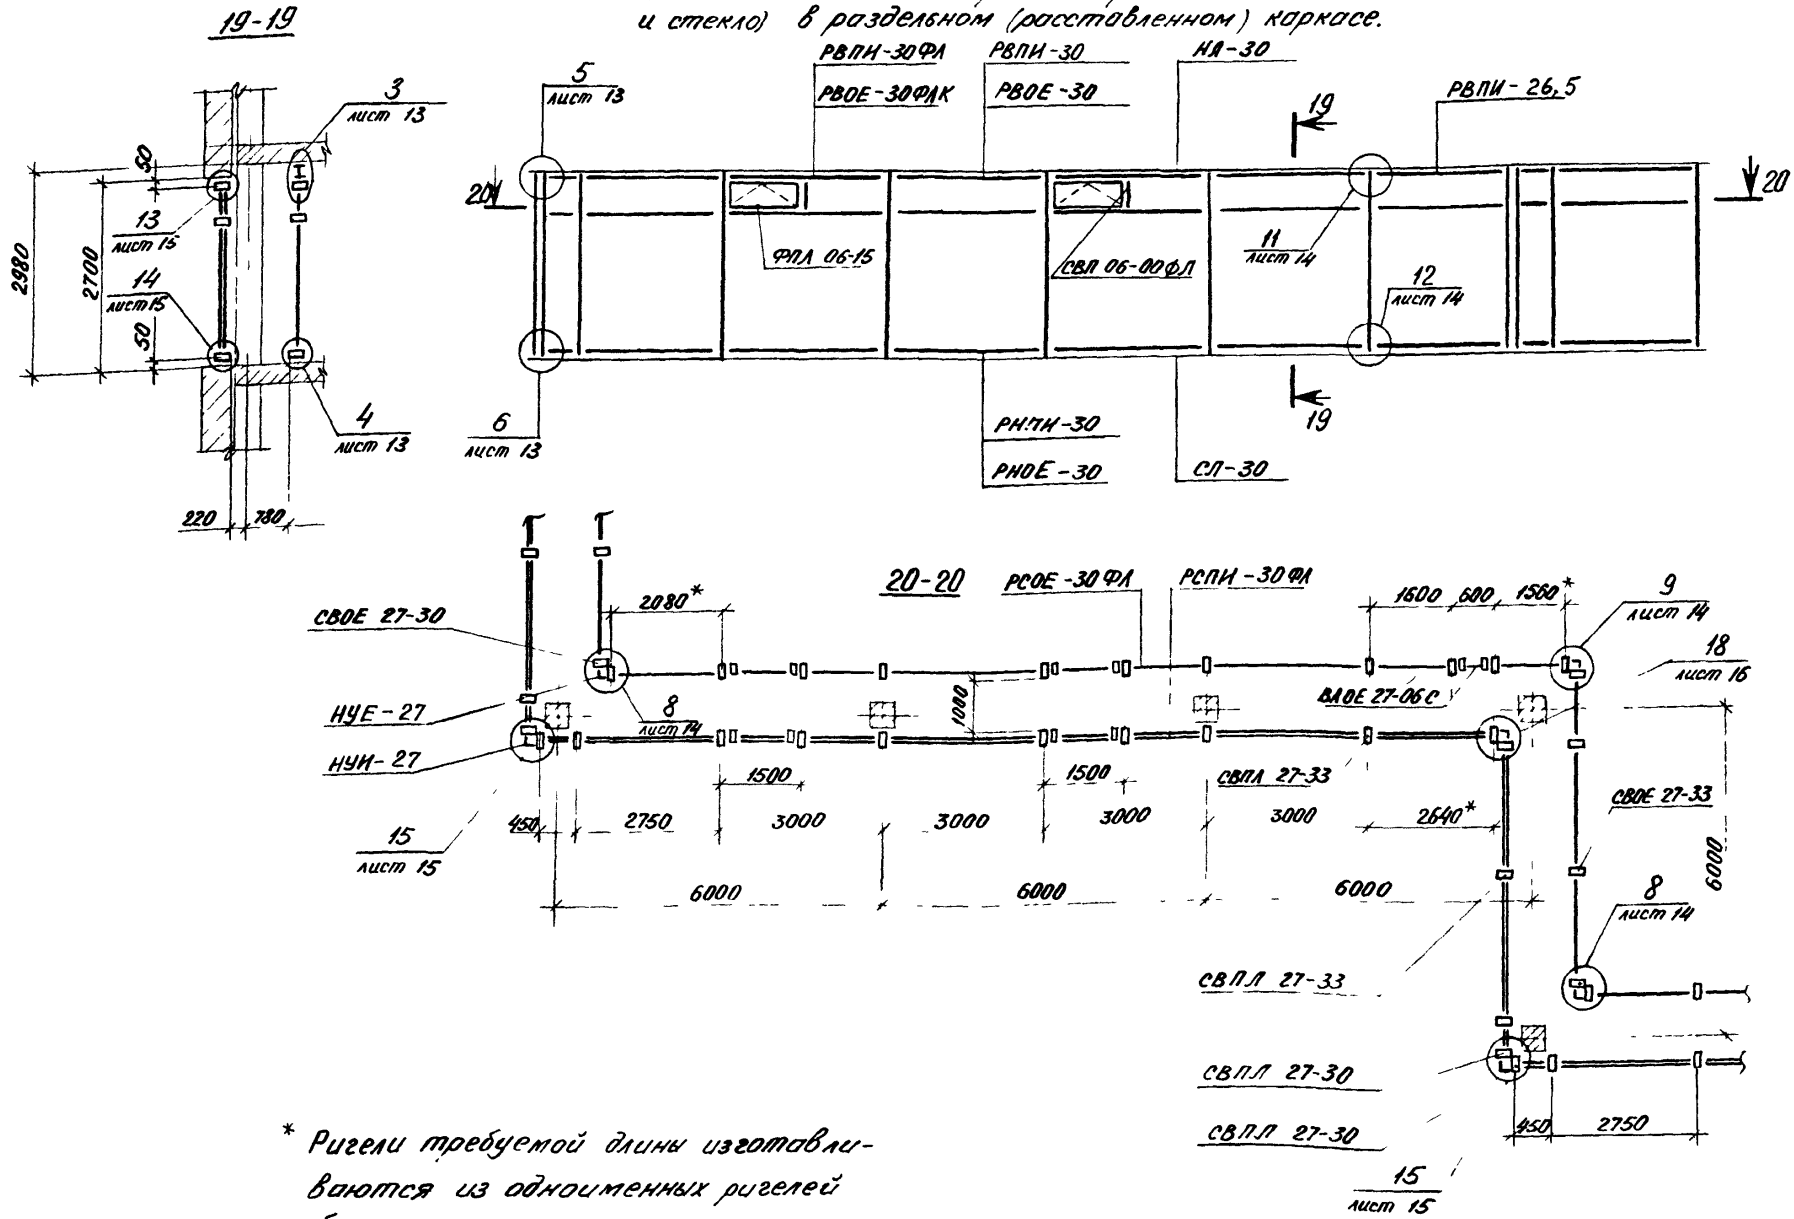 19-19
и стекло) в раздельном (расставленном) каркасе.
3
лист 13
13
лист 15
14
лист 15
4
лист 13
50
50
2980
2700
220
780
5
лист 13
РВПИ-30ФЛ
РВОЕ-30ФЛК
РВПИ-30
РВОЕ-30
НЛ-30
19
РВПИ-26,5
20
20
ФПЛ 06-15
СВП 06-00ФЛ
11
лист 14
12
лист 14
6
лист 13
РНПИ-30
РНОЕ-30
СЛ-30
19
20-20
РСОЕ-30ФЛ
РСПИ-30ФЛ
СВОЕ 27-30
2080*
1600
600
1560*
9
лист 14
18
лист 16
НУЕ-27
8
лист 14
1000
ВЛОЕ 27-06С
НУИ-27
1500
1500
СВПЛ 27-33
СВОЕ 27-33
450
2750
3000
3000
3000
3000
2640*
15
лист 15
6000
6000
6000
6000
8
лист 14
СВПЛ 27-33
СВПЛ 27-30
СВПЛ 27-30
450
2750
15
лист 15
* Ригели требуемой длины изготавли-
ваются из одноименных ригелей